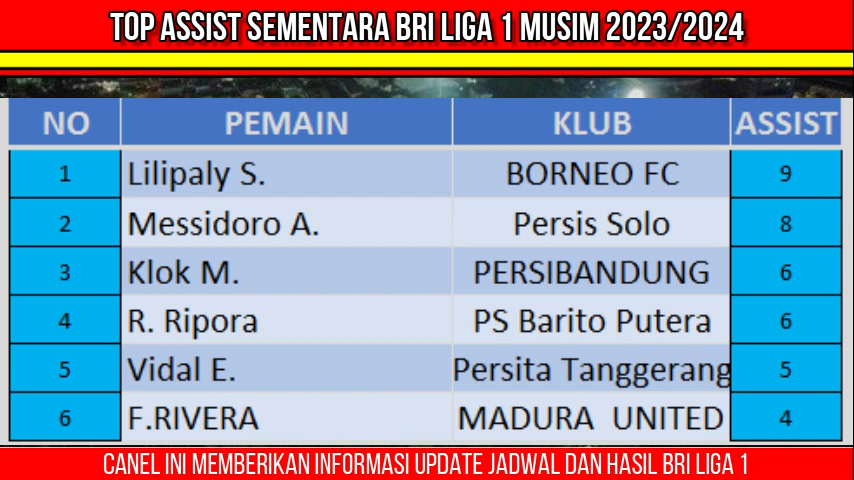 TOP ASSIST SEMENTARA BRI LIGA 1 MUSIM 2023/2024
NO PEMAIN KLUB ASSIST
1 Lilipaly S. BORNEO FC 9
2 Messidoro A. Persis Solo 8
3 Klok M. PERSIBANDUNG 6
4 R. Ripora PS Barito Putera 6
5 Vidal E. Persita Tanggerang 5
6 F.RIVERA MADURA UNITED 4
CANEL INI MEMBERIKAN INFORMASI UPDATE JADWAL DAN HASIL BRI LIGA 1